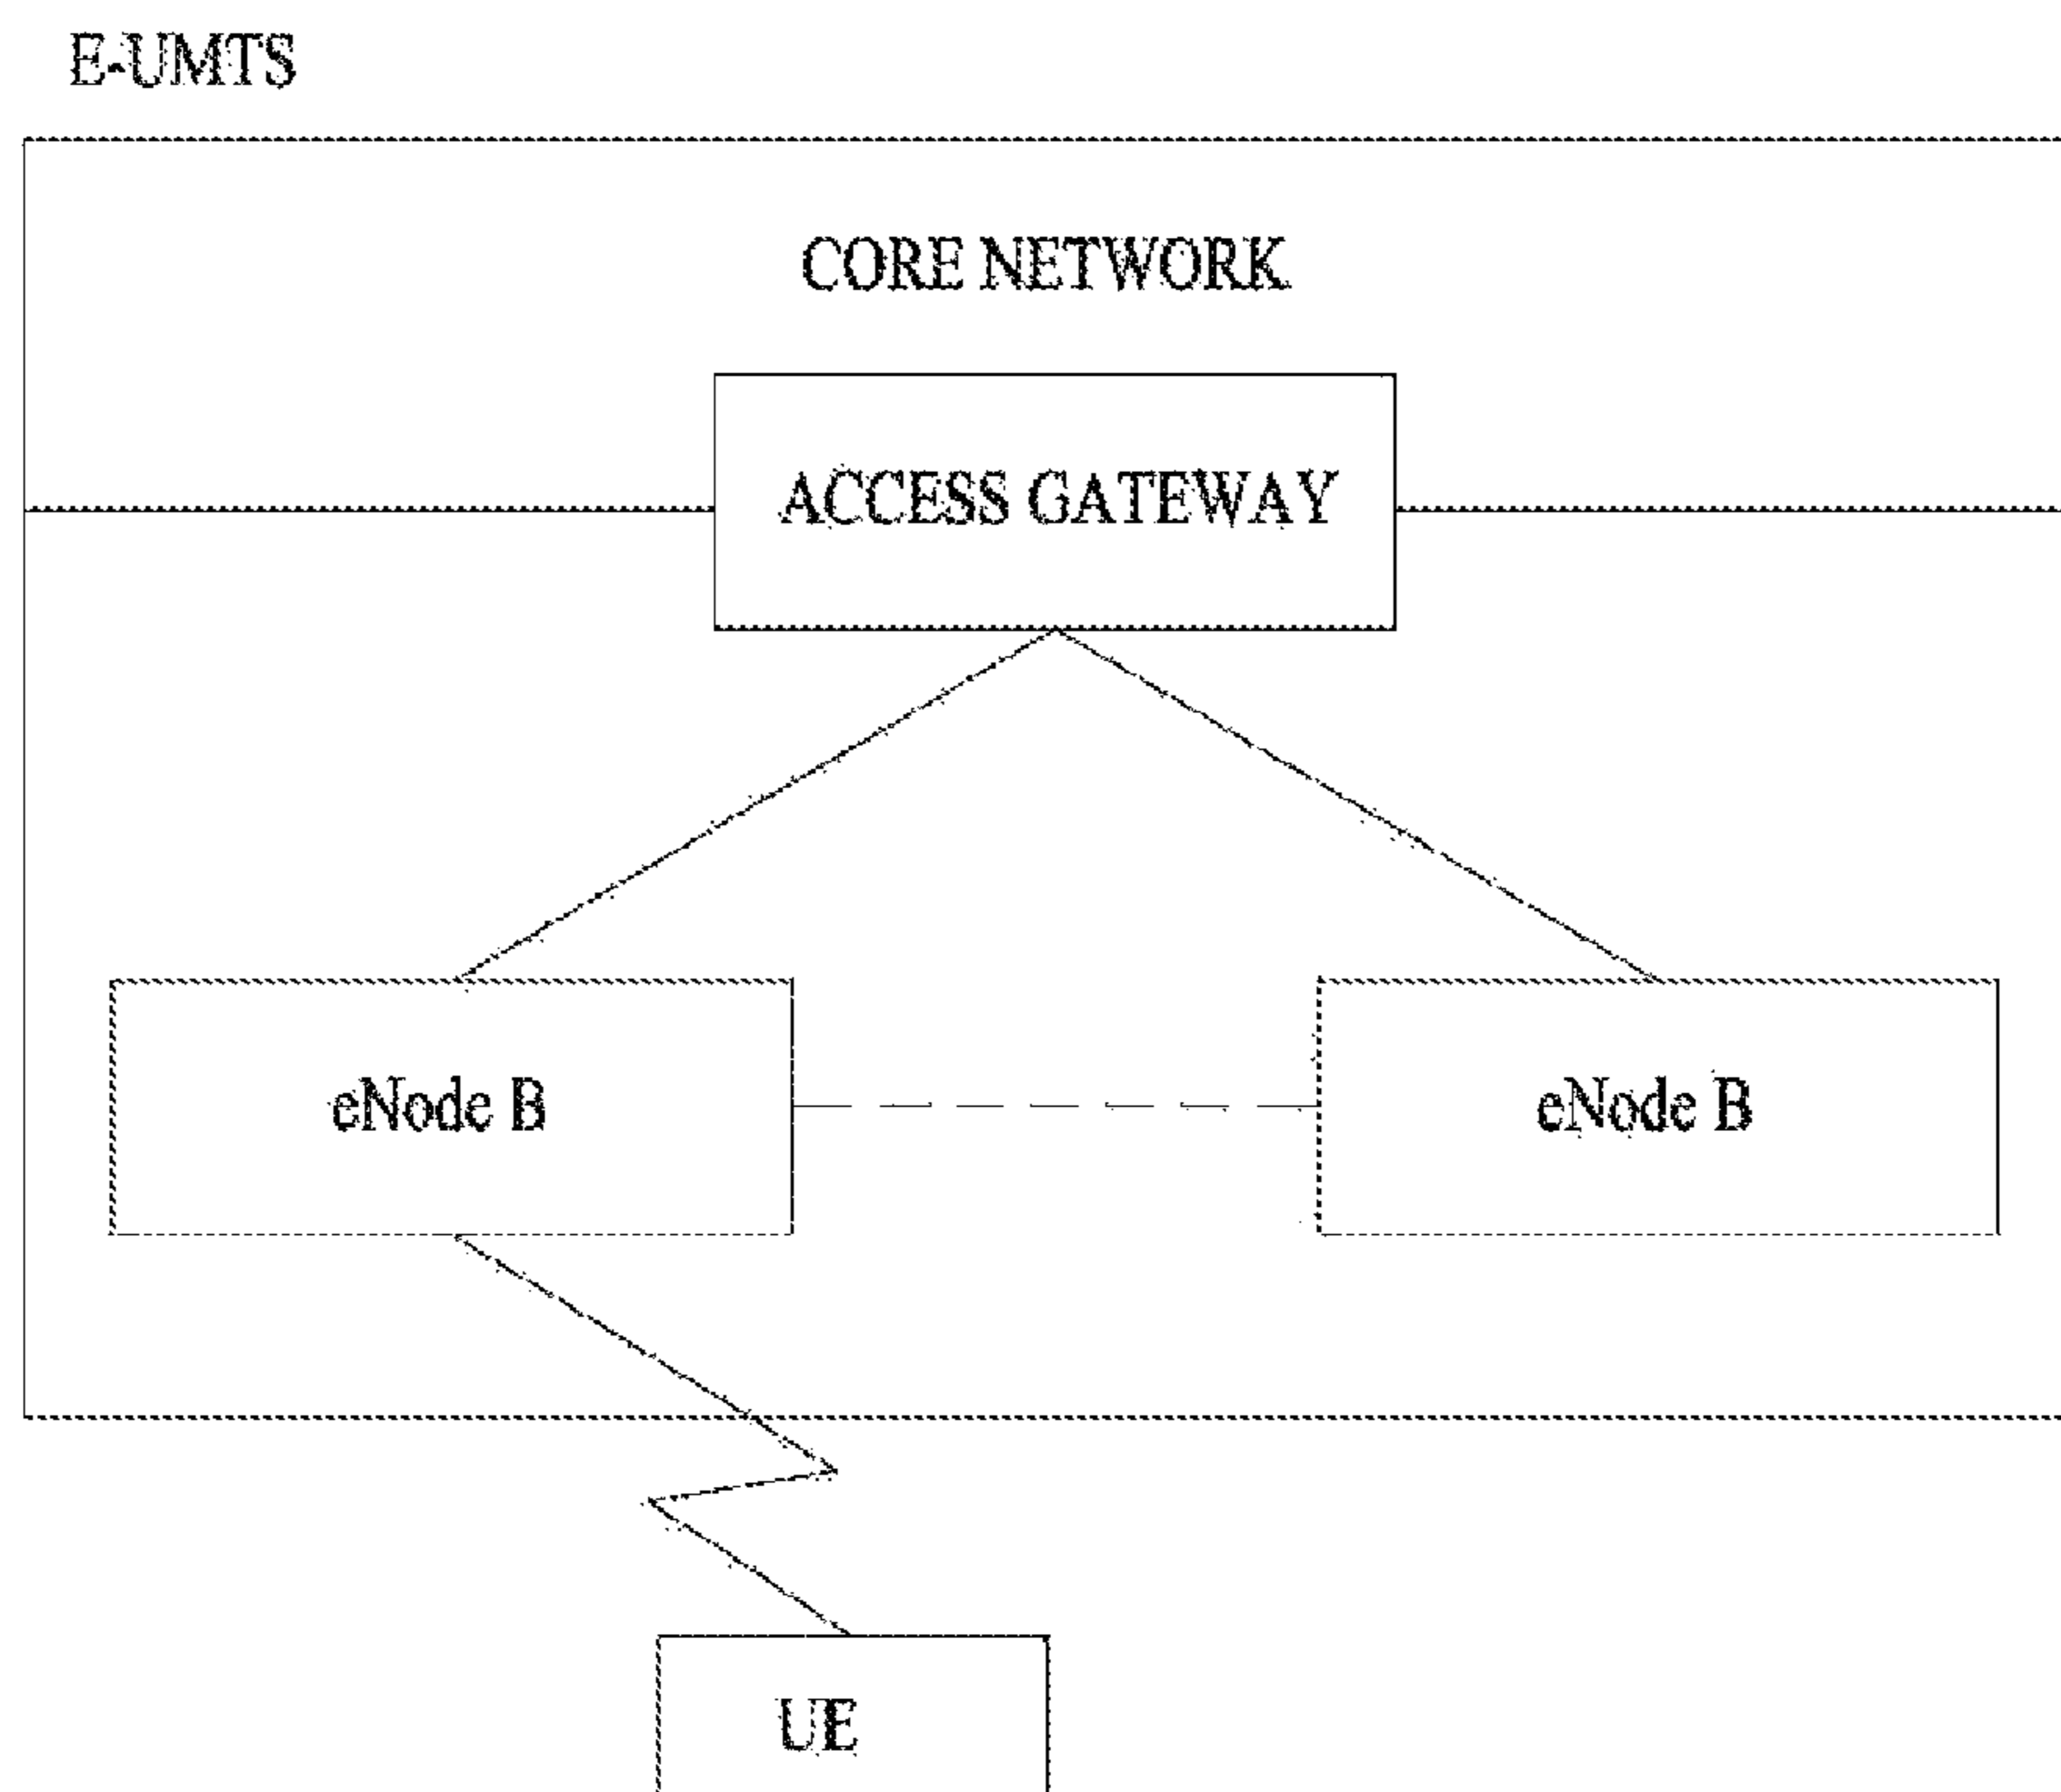 E-UMTS
CORE NETWORK
ACCESS GATEWAY
eNode B
eNode B
UE